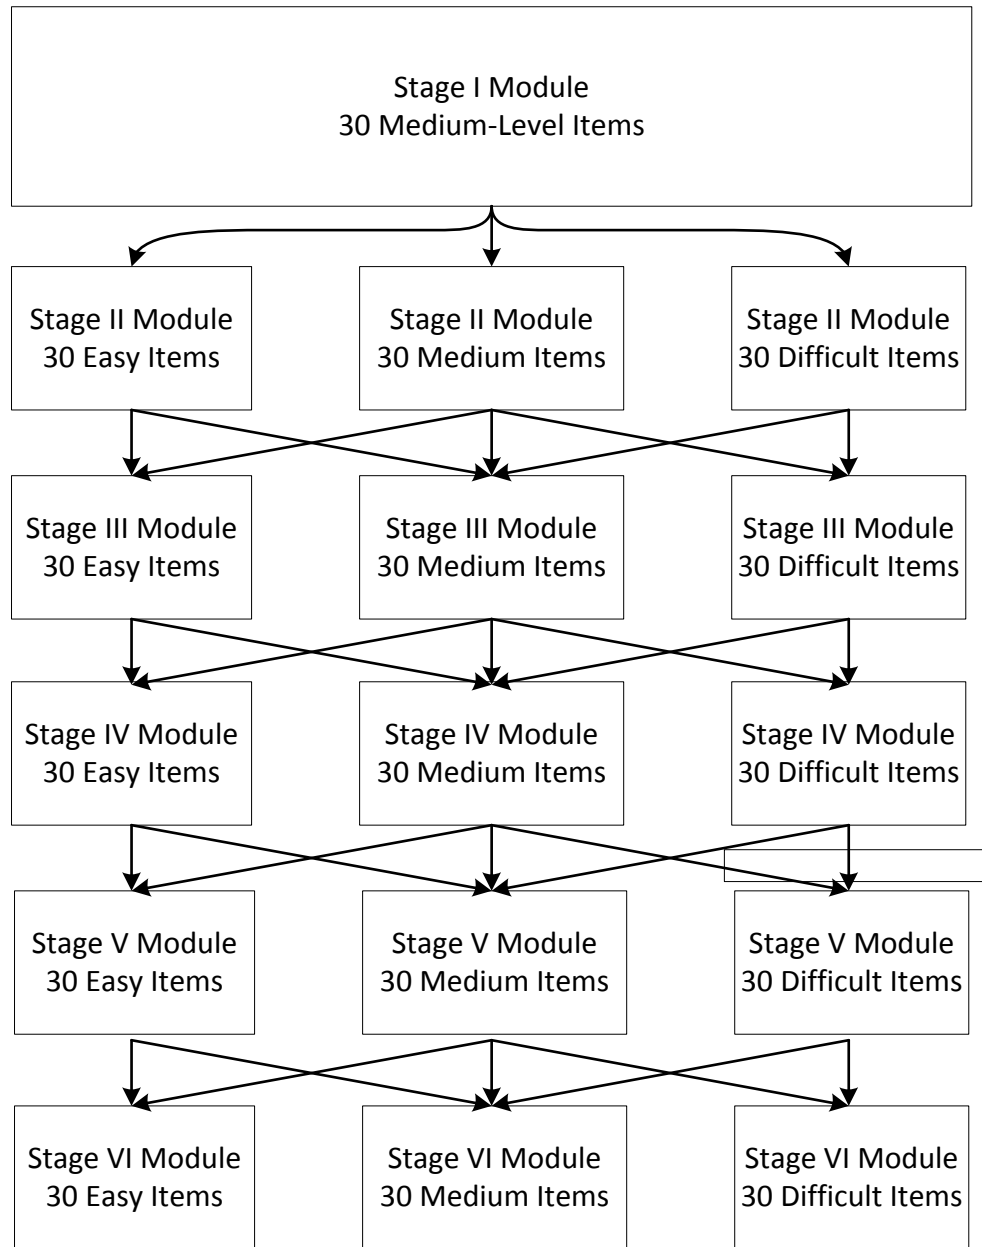 Stage I Module
30 Medium-Level Items
Stage II Module
30 Easy Items
Stage II Module
30 Medium Items
Stage II Module
30 Difficult Items
Stage III Module
30 Easy Items
Stage III Module
30 Medium Items
Stage III Module
30 Difficult Items
Stage IV Module
30 Easy Items
Stage IV Module
30 Medium Items
Stage IV Module
30 Difficult Items
Stage V Module
30 Easy Items
Stage V Module
30 Medium Items
Stage V Module
30 Difficult Items
Stage VI Module
30 Easy Items
Stage VI Module
30 Medium Items
Stage VI Module
30 Difficult Items